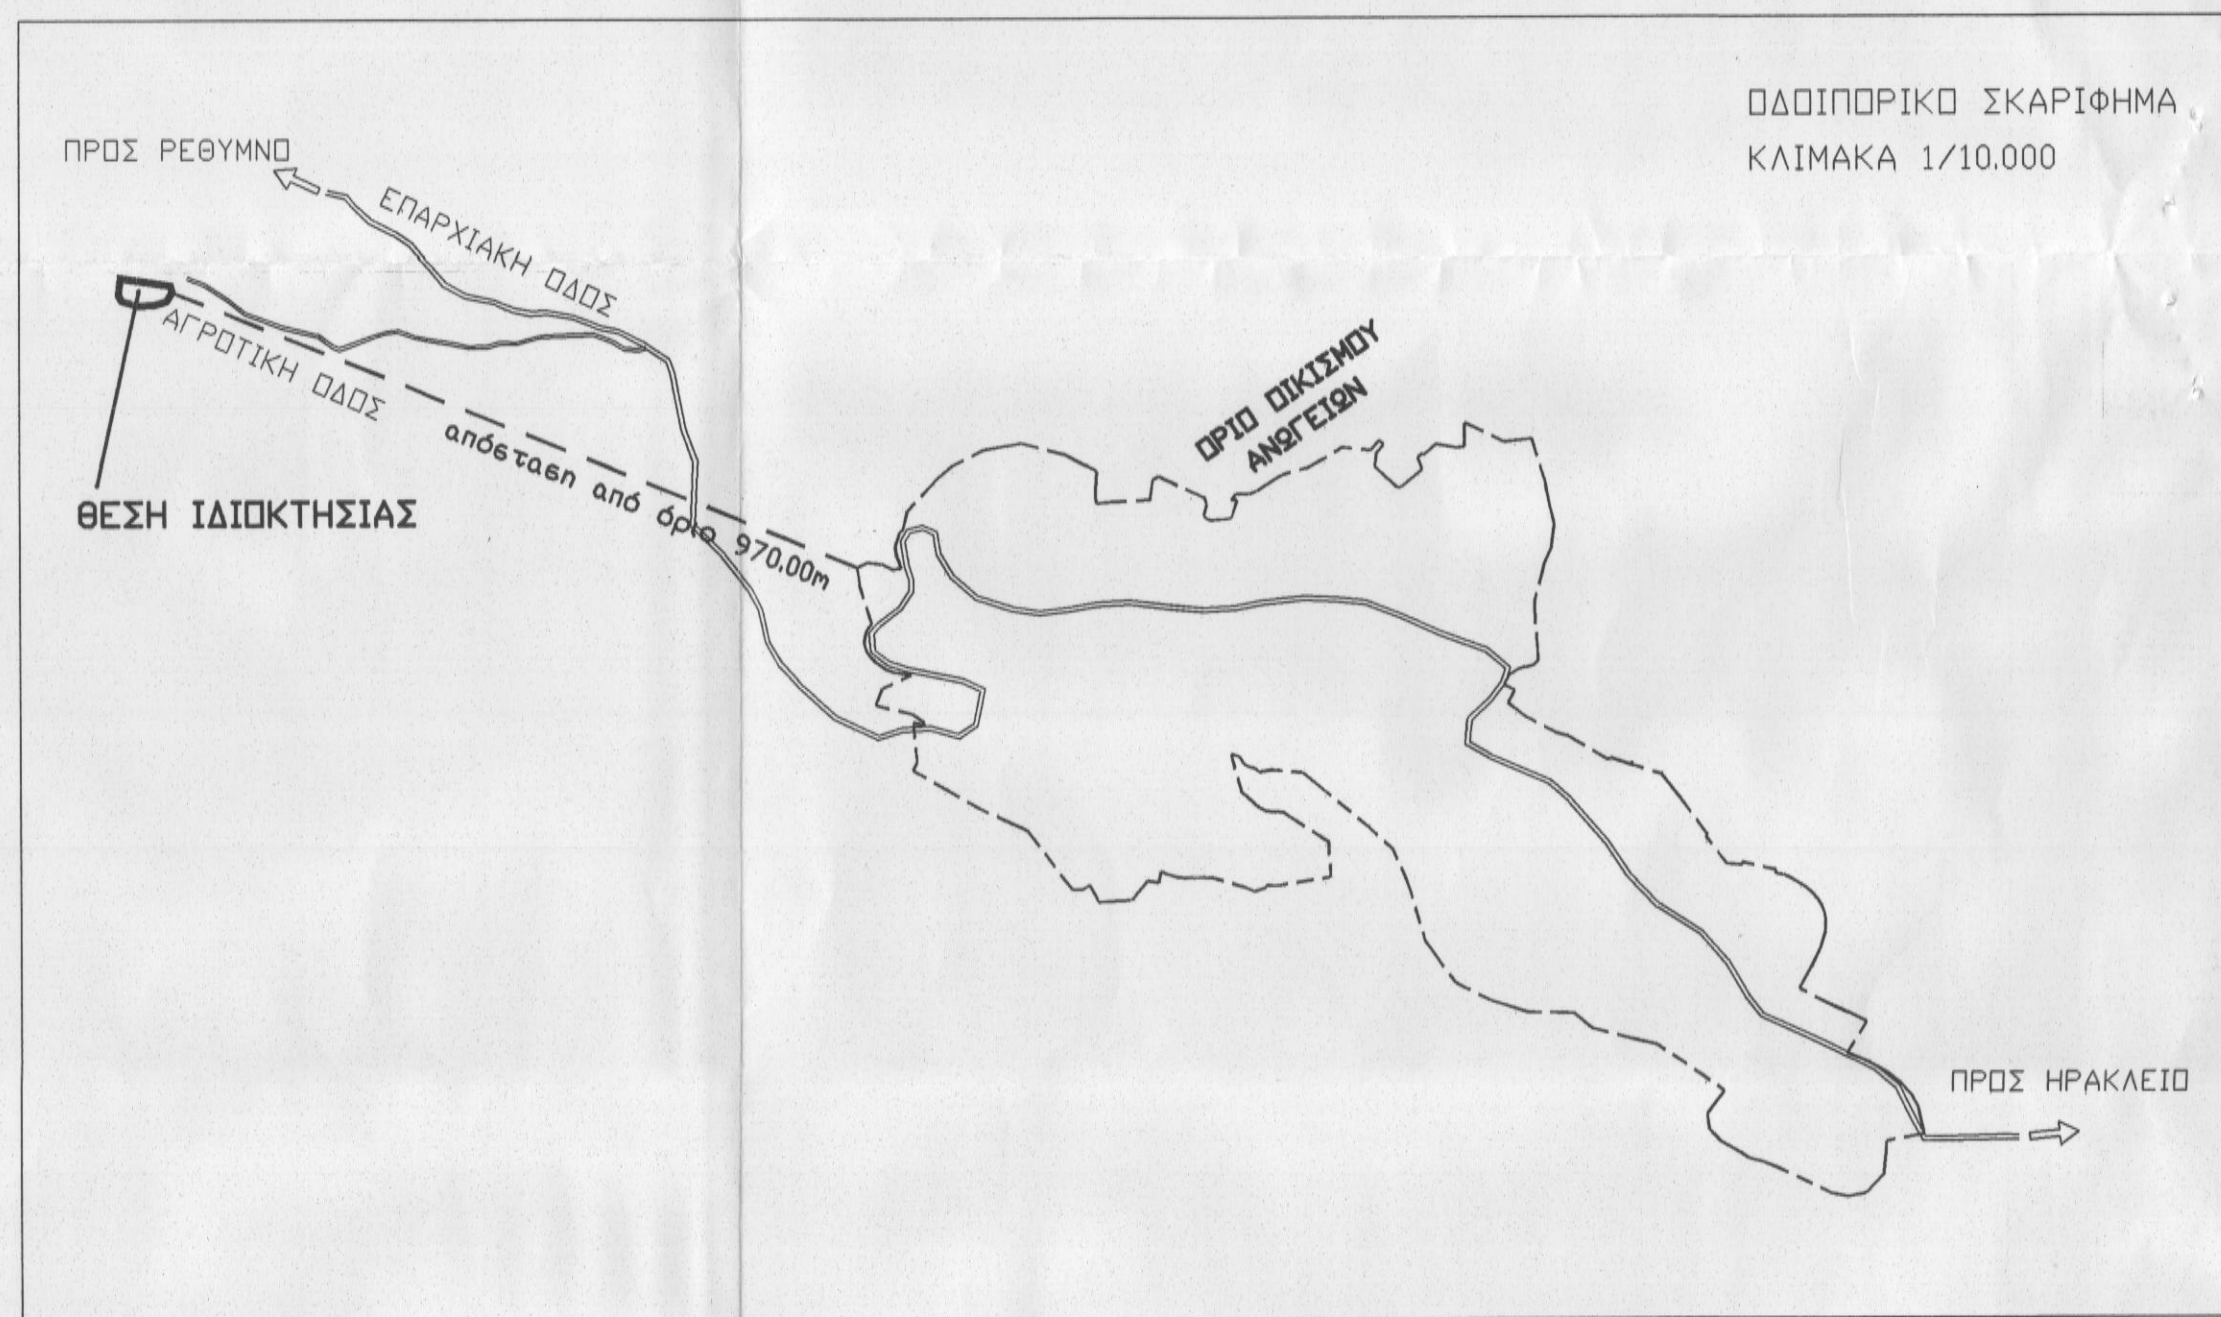 ΟΔΟΙΠΟΡΙΚΟ ΣΚΑΡΙΦΗΜΑ
ΚΛΙΜΑΚΑ 1/10.000
ΠΡΟΣ ΡΕΘΥΜΝΟ
ΕΠΑΡΧΙΑΚΗ ΟΔΟΣ
ΑΓΡΟΤΙΚΗ ΟΔΟΣ
ΟΡΙΟ ΟΙΚΙΣΜΟΥ
ΑΝΩΓΕΙΩΝ
απόσταση από όριο 970.00m
ΘΕΣΗ ΙΔΙΟΚΤΗΣΙΑΣ
ΠΡΟΣ ΗΡΑΚΛΕΙΟ